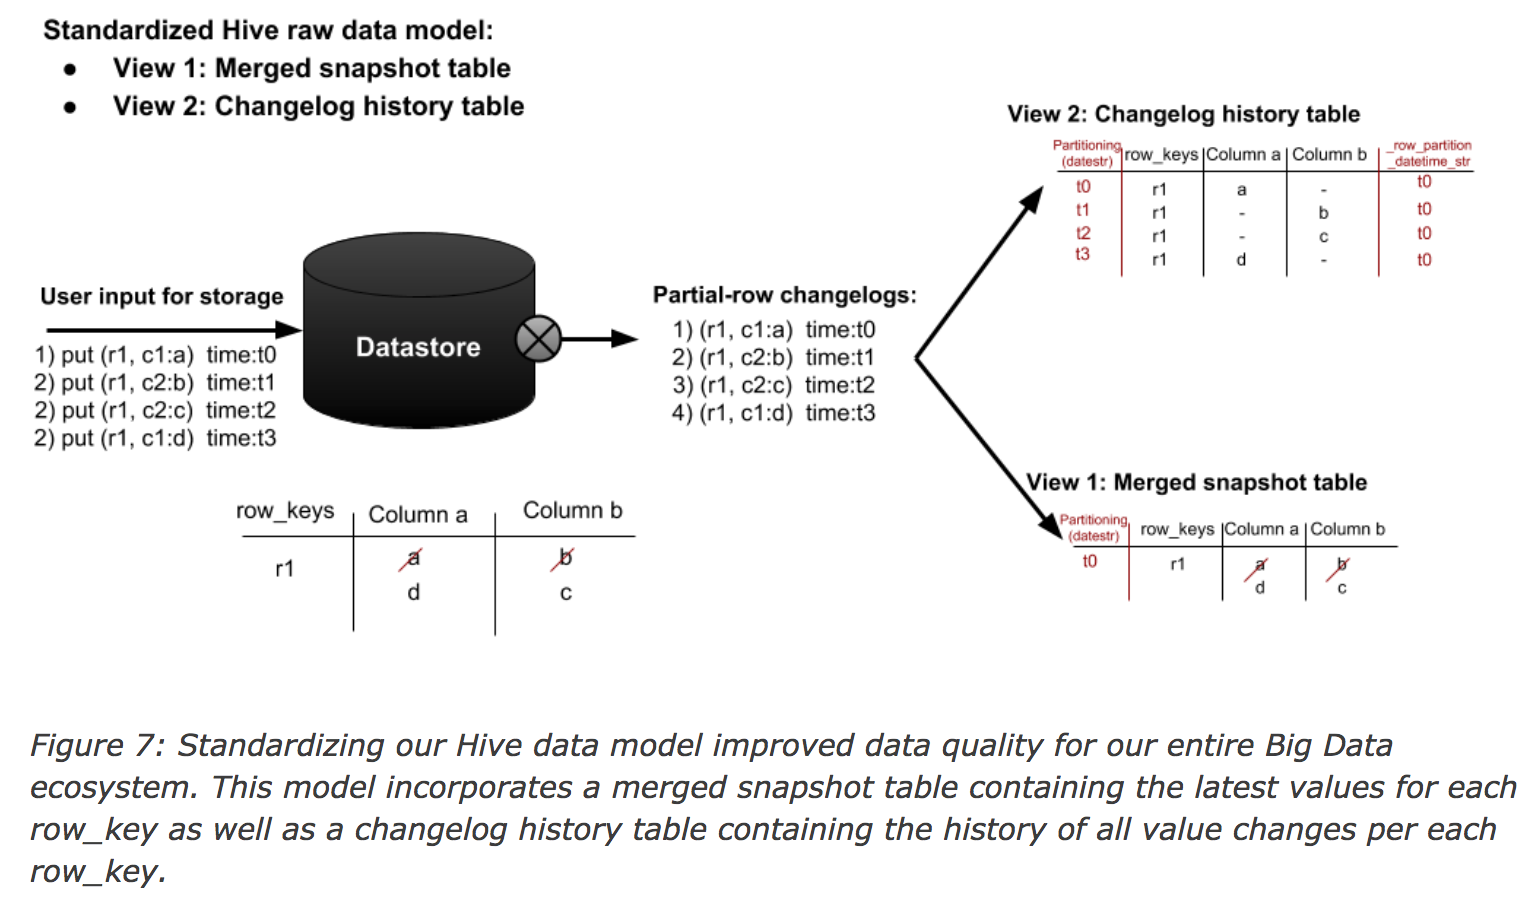 Standardized Hive raw data model:
● View 1: Merged snapshot table
● View 2: Changelog history table
View 2: Changelog history table
Partitioning (datestr) row_keys Column a Column b _row_partition _datetime_str
t0 r1 a - t0
t1 r1 - b t0
t2 r1 - c t0
t3 r1 d - t0
User input for storage
1) put (r1, c1:a) time:t0
2) put (r1, c2:b) time:t1
2) put (r1, c2:c) time:t2
2) put (r1, c1:d) time:t3
Datastore
Partial-row changelogs:
1) (r1, c1:a) time:t0
2) (r1, c2:b) time:t1
3) (r1, c2:c) time:t2
4) (r1, c1:d) time:t3
row_keys Column a Column b
r1 a b
d c
View 1: Merged snapshot table
Partitioning (datestr) row_keys Column a Column b
t0 r1 a b
d c
Figure 7: Standardizing our Hive data model improved data quality for our entire Big Data
ecosystem. This model incorporates a merged snapshot table containing the latest values for each
row_key as well as a changelog history table containing the history of all value changes per each
row_key.